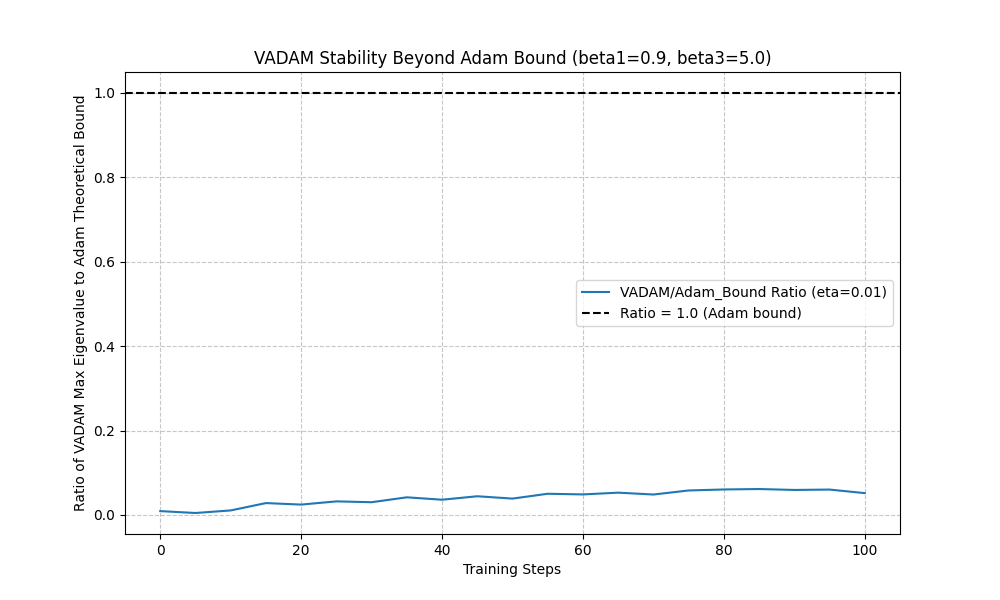 VADAM Stability Beyond Adam Bound (beta1=0.9, beta3=5.0)
Ratio of VADAM Max Eigenvalue to Adam Theoretical Bound
1.0
0.8
0.6
0.4
0.2
0.0
VADAM/Adam_Bound Ratio (eta=0.01)
Ratio = 1.0 (Adam bound)
0 20 40 60 80 100
Training Steps